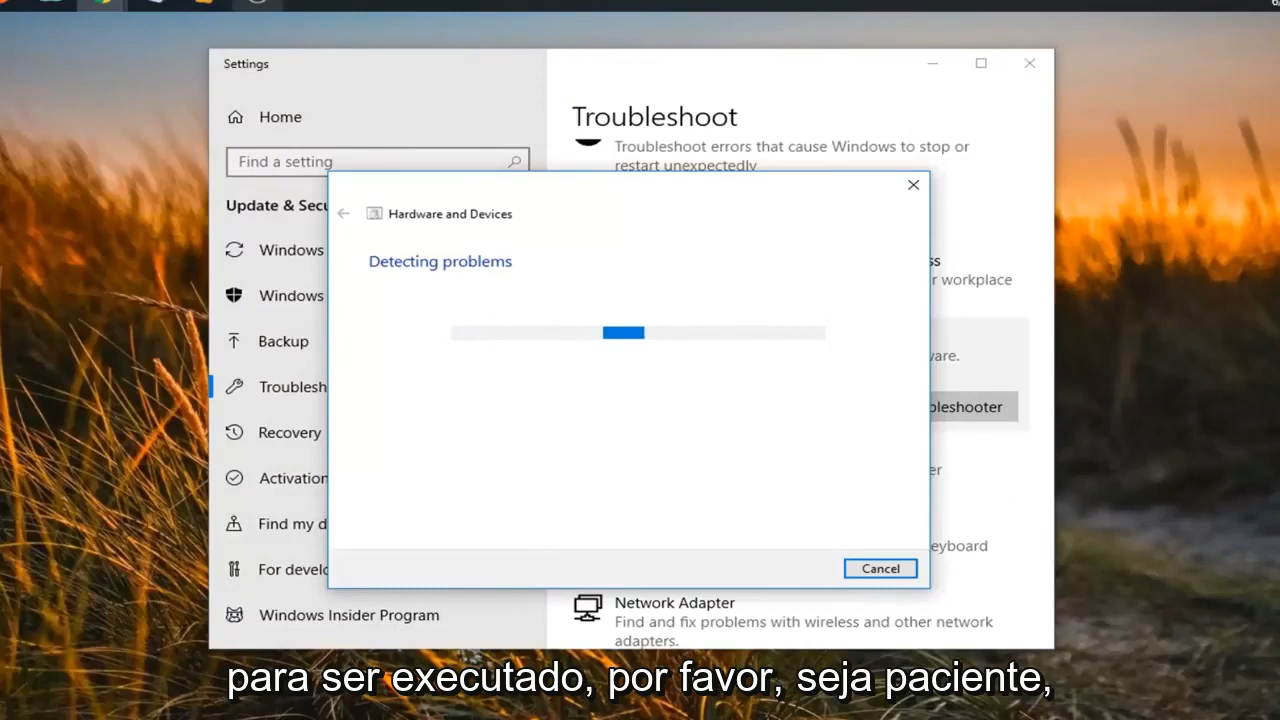 Settings
Home
Find a setting
Update & Secu
Windows
Windows
Backup
Troublesh
Recovery
Activation
Find my d
For develo
Windows Insider Program
Troubleshoot
Troubleshoot errors that cause Windows to stop or
restart unexpectedly
Hardware and Devices
Detecting problems
Cancel
ss
r workplace
ware.
bleshooter
er
eyboard
Network Adapter
Find and fix problems with wireless and other network
adapters.
para ser executado, por favor, seja paciente,